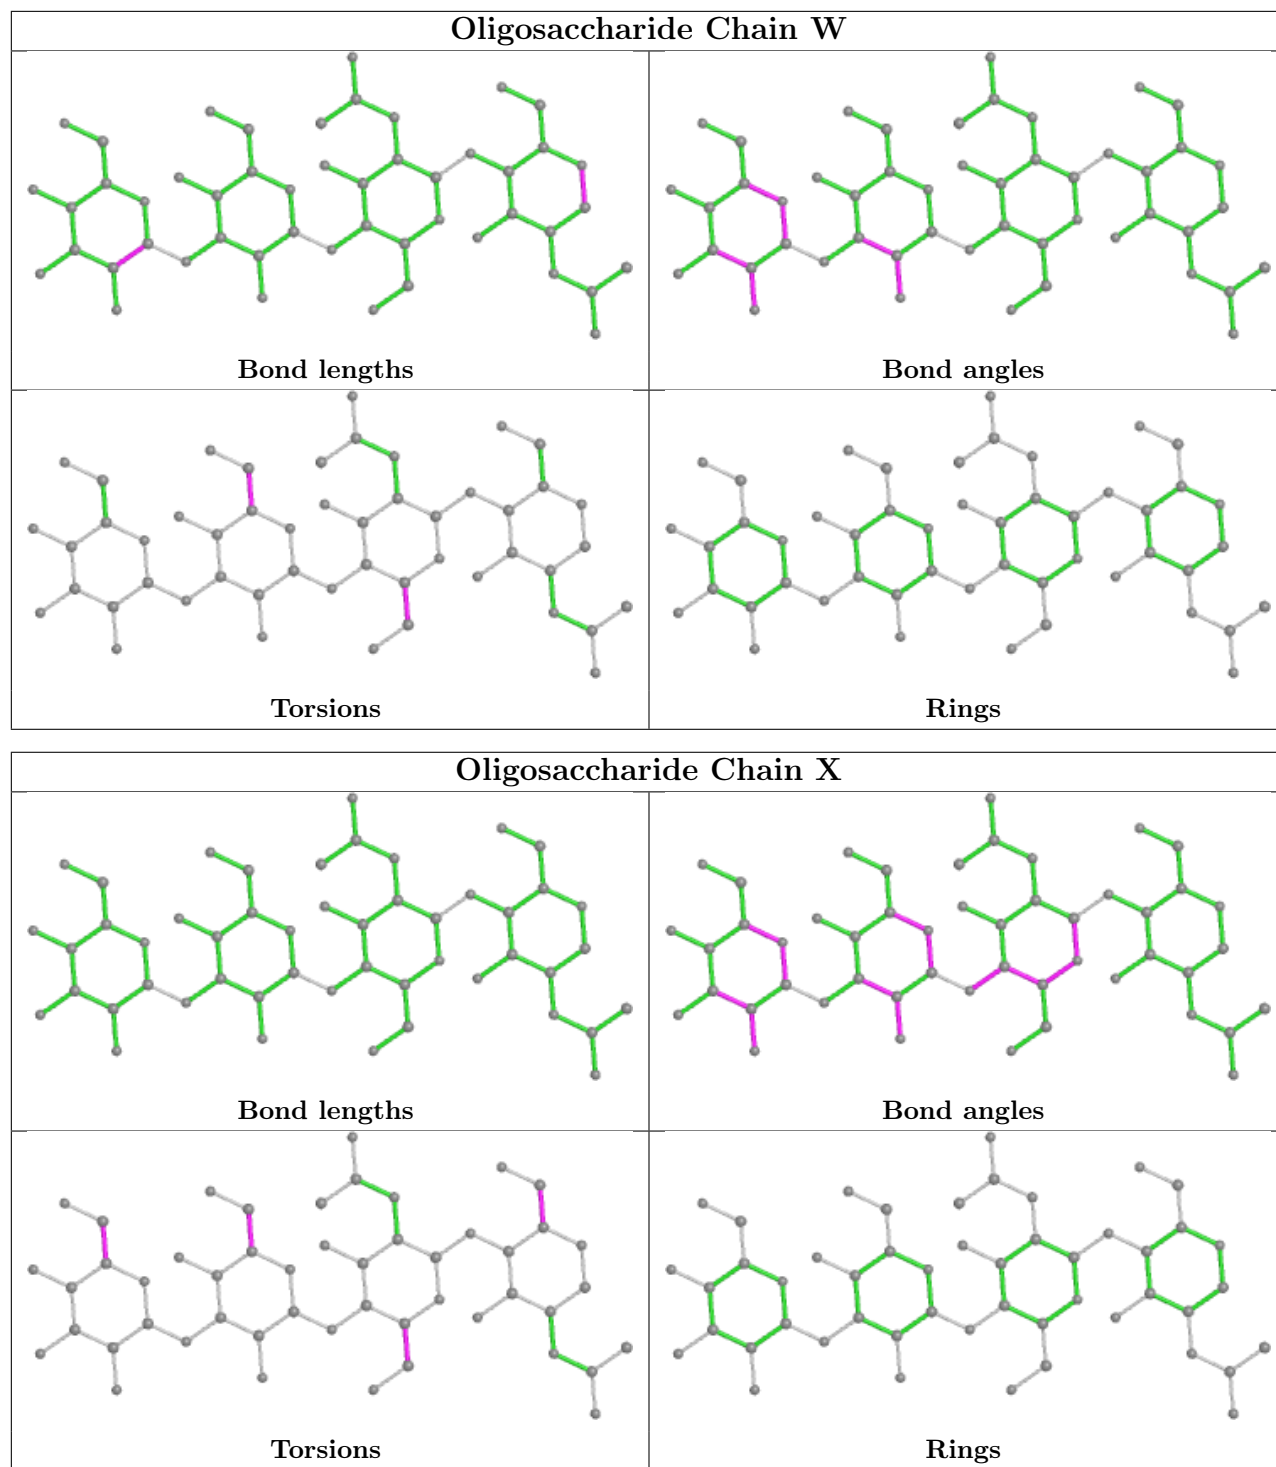 Oligosaccharide Chain W
Bond lengths
Bond angles
Torsions
Rings
Oligosaccharide Chain X
Bond lengths
Bond angles
Torsions
Rings